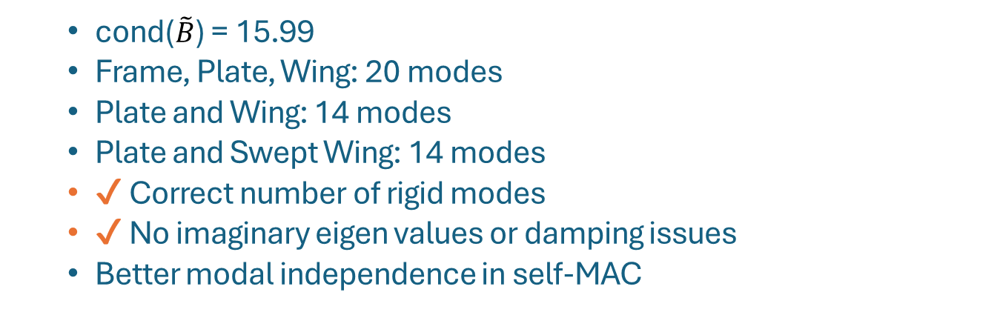 • cond(B̃) = 15.99
• Frame, Plate, Wing: 20 modes
• Plate and Wing: 14 modes
• Plate and Swept Wing: 14 modes
• ✓ Correct number of rigid modes
• ✓ No imaginary eigen values or damping issues
• Better modal independence in self-MAC